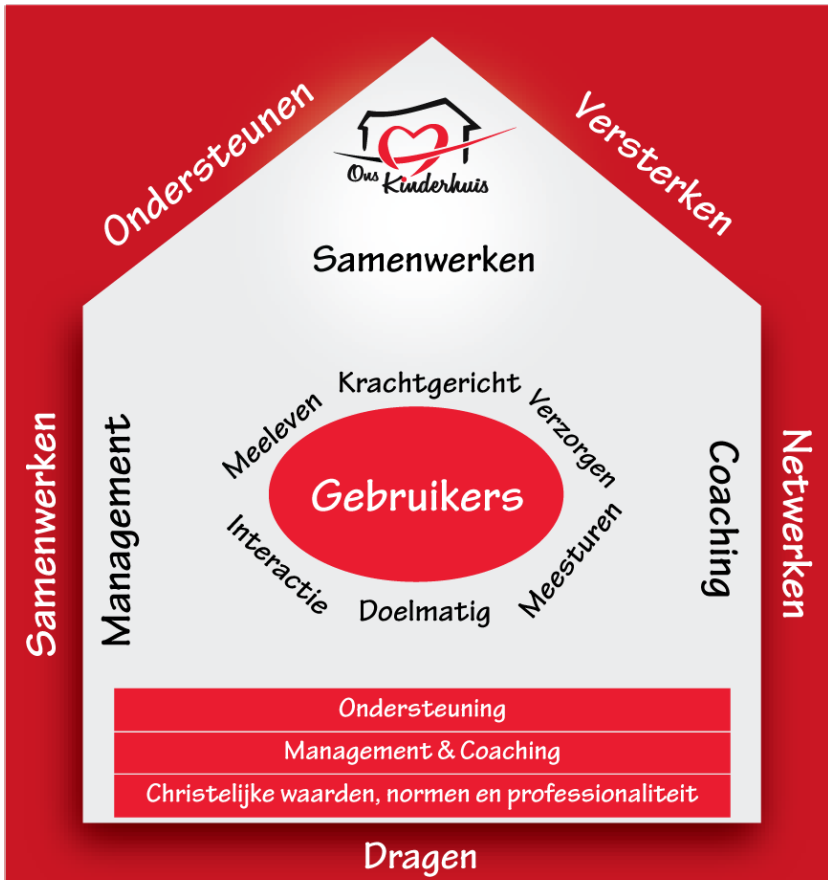 Ondersteunen
Versterken
Ons
Kinderhuis
Samenwerken
Samenwerken
Management
Krachtgericht
Meeleven
Verzorgen
Gebruikers
Interactie
Meesturen
Doelmatig
Coaching
Netwerken
Ondersteuning
Management & Coaching
Christelijke waarden, normen en professionaliteit
Dragen